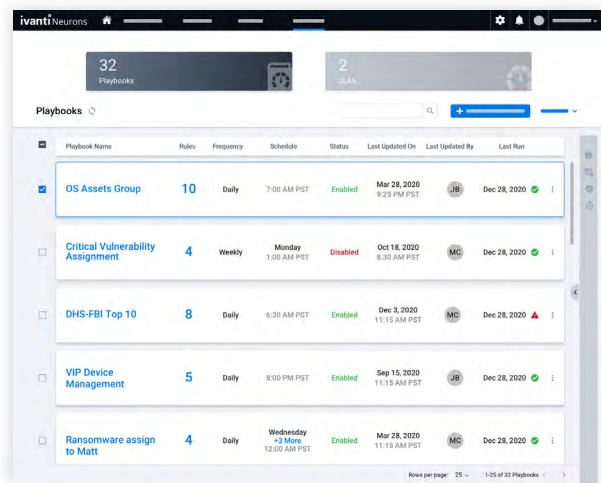 ivanti Neurons
32
Playbooks
2
SLAs
Playbooks
Playbook Name Rules Frequency Schedule Status Last Updated On Last Updated By Last Run
OS Assets Group 10 Daily 7:00 AM PST Enabled Mar 28, 2020 JB Dec 28, 2020
9:25 PM PST
Critical Vulnerability 4 Weekly Monday Disabled Oct 18, 2020 MC Dec 28, 2020
Assignment 1:00 AM PST 8:30 AM PST
DHS-FBI Top 10 8 Daily 6:30 AM PST Enabled Dec 3, 2020 MC Dec 28, 2020
11:15 AM PST
VIP Device 5 Daily 8:00 PM PST Enabled Sep 15, 2020 JB Dec 28, 2020
Management 11:15 AM PST
Ransomware assign 4 Daily Wednesday Enabled Mar 28, 2020 MC Dec 28, 2020
to Matt +3 More 11:15 AM PST
12:00 AM PST
Rows per page: 25 1-25 of 32 Playbooks